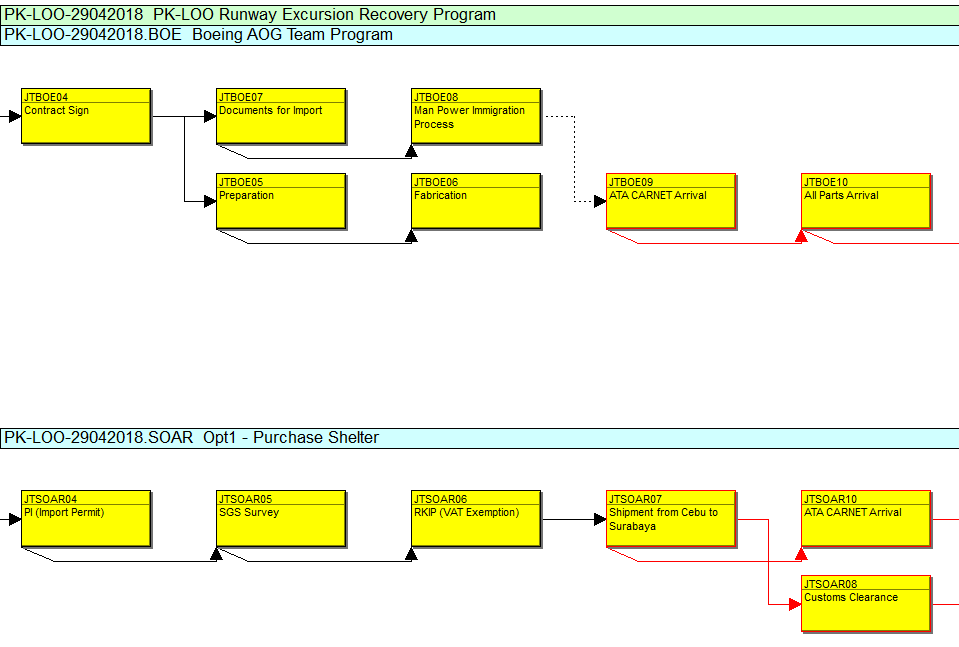 PK-LOO-29042018  PK-LOO Runway Excursion Recovery Program
PK-LOO-29042018.BOE  Boeing AOG Team Program
JTBOE04
Contract Sign
JTBOE07
Documents for Import
JTBOE08
Man Power Immigration
Process
JTBOE05
Preparation
JTBOE06
Fabrication
JTBOE09
ATA CARNET Arrival
JTBOE10
All Parts Arrival
PK-LOO-29042018.SOAR  Opt1 - Purchase Shelter
JTSOAR04
PI (Import Permit)
JTSOAR05
SGS Survey
JTSOAR06
RKIP (VAT Exemption)
JTSOAR07
Shipment from Cebu to
Surabaya
JTSOAR10
ATA CARNET Arrival
JTSOAR08
Customs Clearance